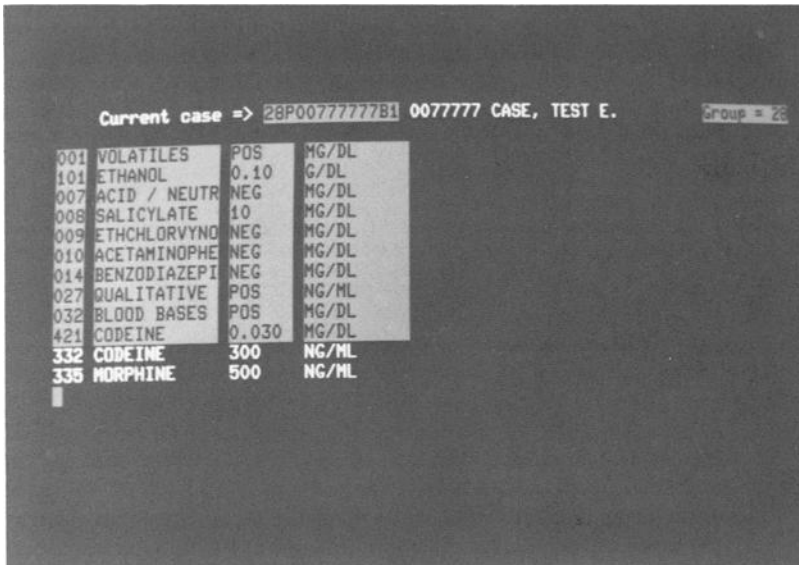 Current case => 28P00777777B1 0077777 CASE, TEST E. Group = 28
001 VOLATILES POS MG/DL
101 ETHANOL 0.10 G/DL
007 ACID / NEUTR NEG MG/DL
008 SALICYLATE 10 MG/DL
009 ETHCHLORVYNO NEG MG/DL
010 ACETAMINOPHE NEG MG/DL
014 BENZODIAZEPI NEG MG/DL
027 QUALITATIVE POS NG/ML
032 BLOOD BASES POS MG/DL
421 CODEINE 0.030 MG/DL
332 CODEINE 300 NG/ML
335 MORPHINE 500 NG/ML